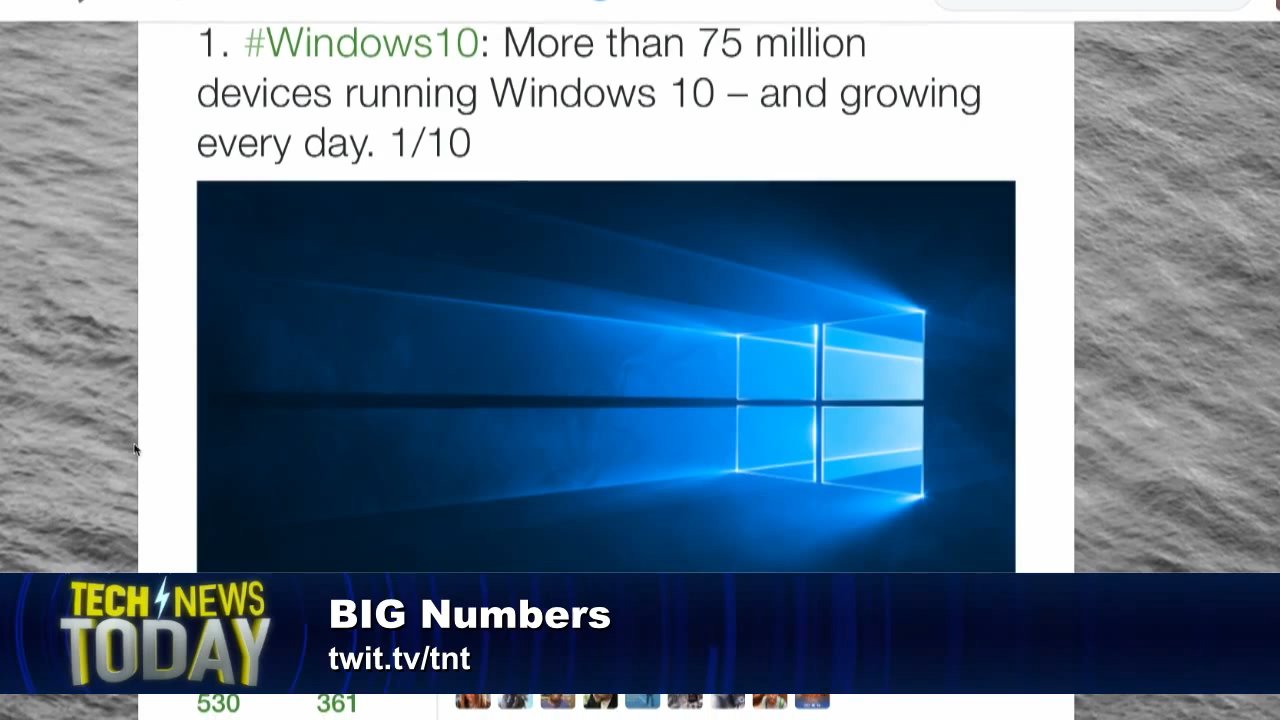 1. #Windows10: More than 75 million
devices running Windows 10 – and growing
every day. 1/10
TECH NEWS
TODAY
BIG Numbers
twit.tv/tnt
530 361